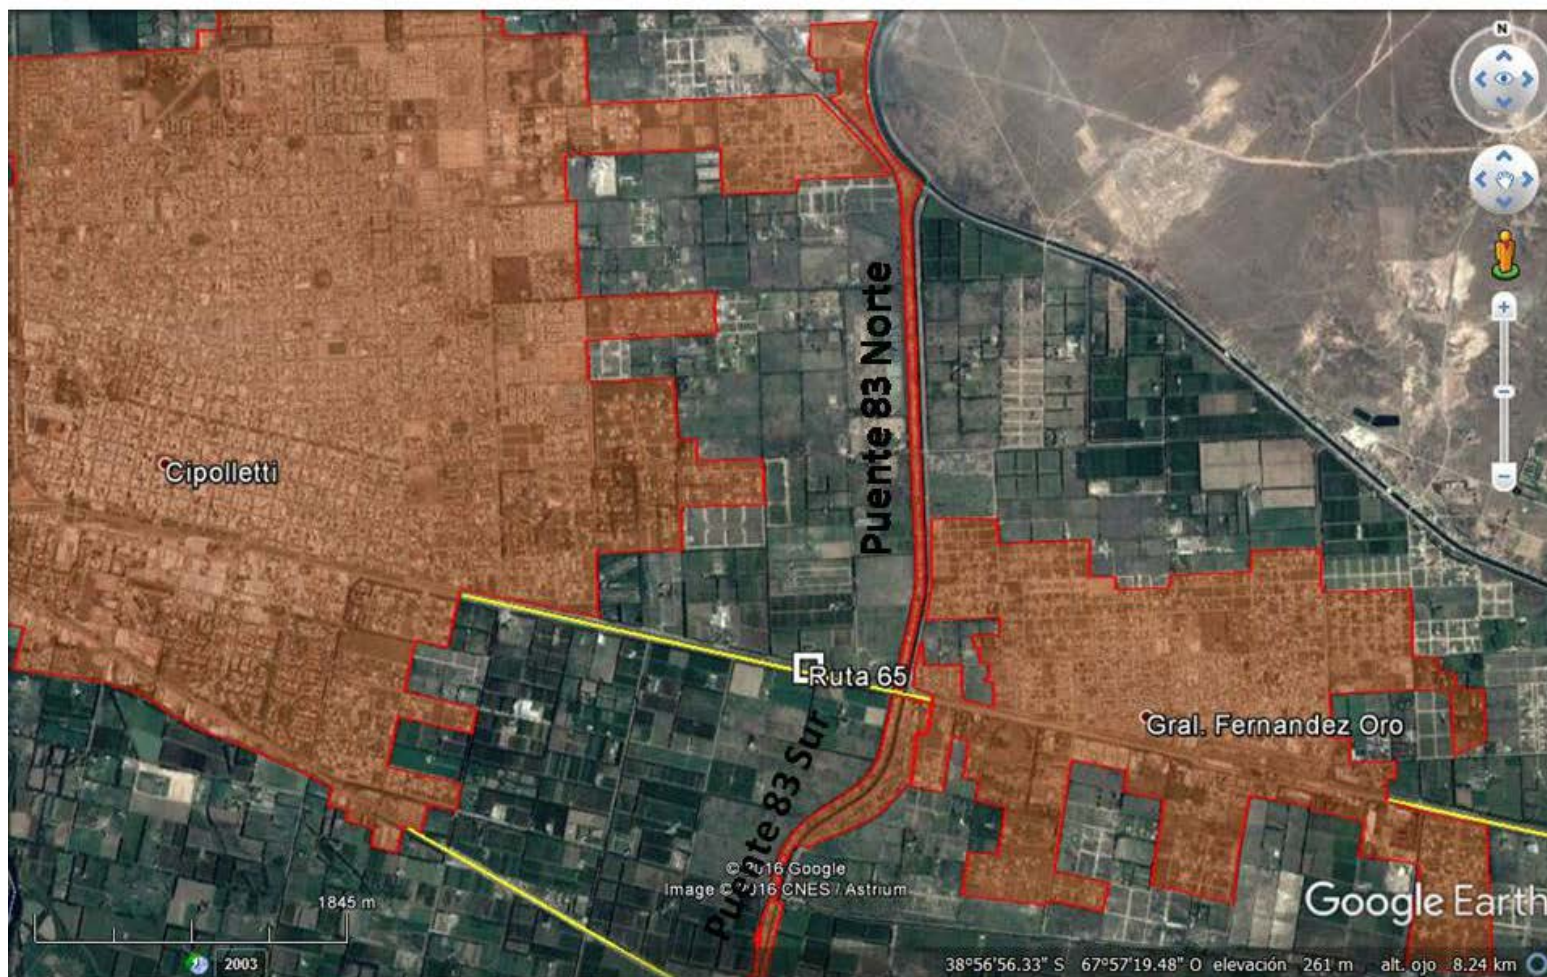 N
Puente 83 Norte
Cipolletti
Ruta 65
Gral. Fernandez Oro
Puente 83 Sur
© 2016 Google
Image © 2016 CNES / Astrium
1845 m
Google Earth
2003
38°56'56.33" S 67°57'19.48" O elevación 261 m alt. ojo 8.24 km